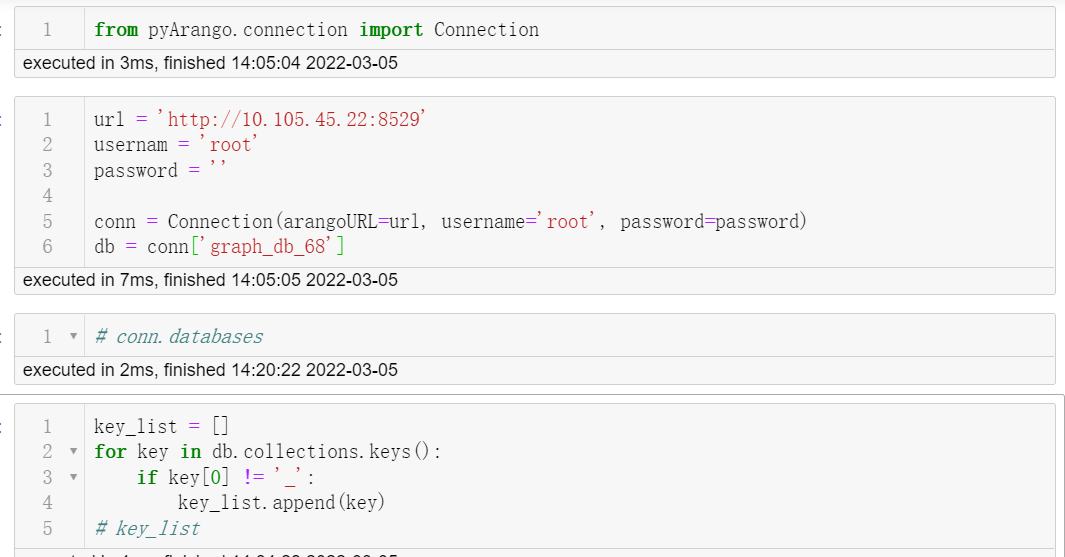 1 from pyArango.connection import Connection
executed in 3ms, finished 14:05:04 2022-03-05
1 url = 'http://10.105.45.22:8529'
2 usernam = 'root'
3 password = ''
4
5 conn = Connection(arangoURL=url, username='root', password=password)
6 db = conn['graph_db_68']
executed in 7ms, finished 14:05:05 2022-03-05
1 # conn.databases
executed in 2ms, finished 14:20:22 2022-03-05
1 key_list = []
2 for key in db.collections.keys():
3 if key[0] != '_':
4 key_list.append(key)
5 # key_list